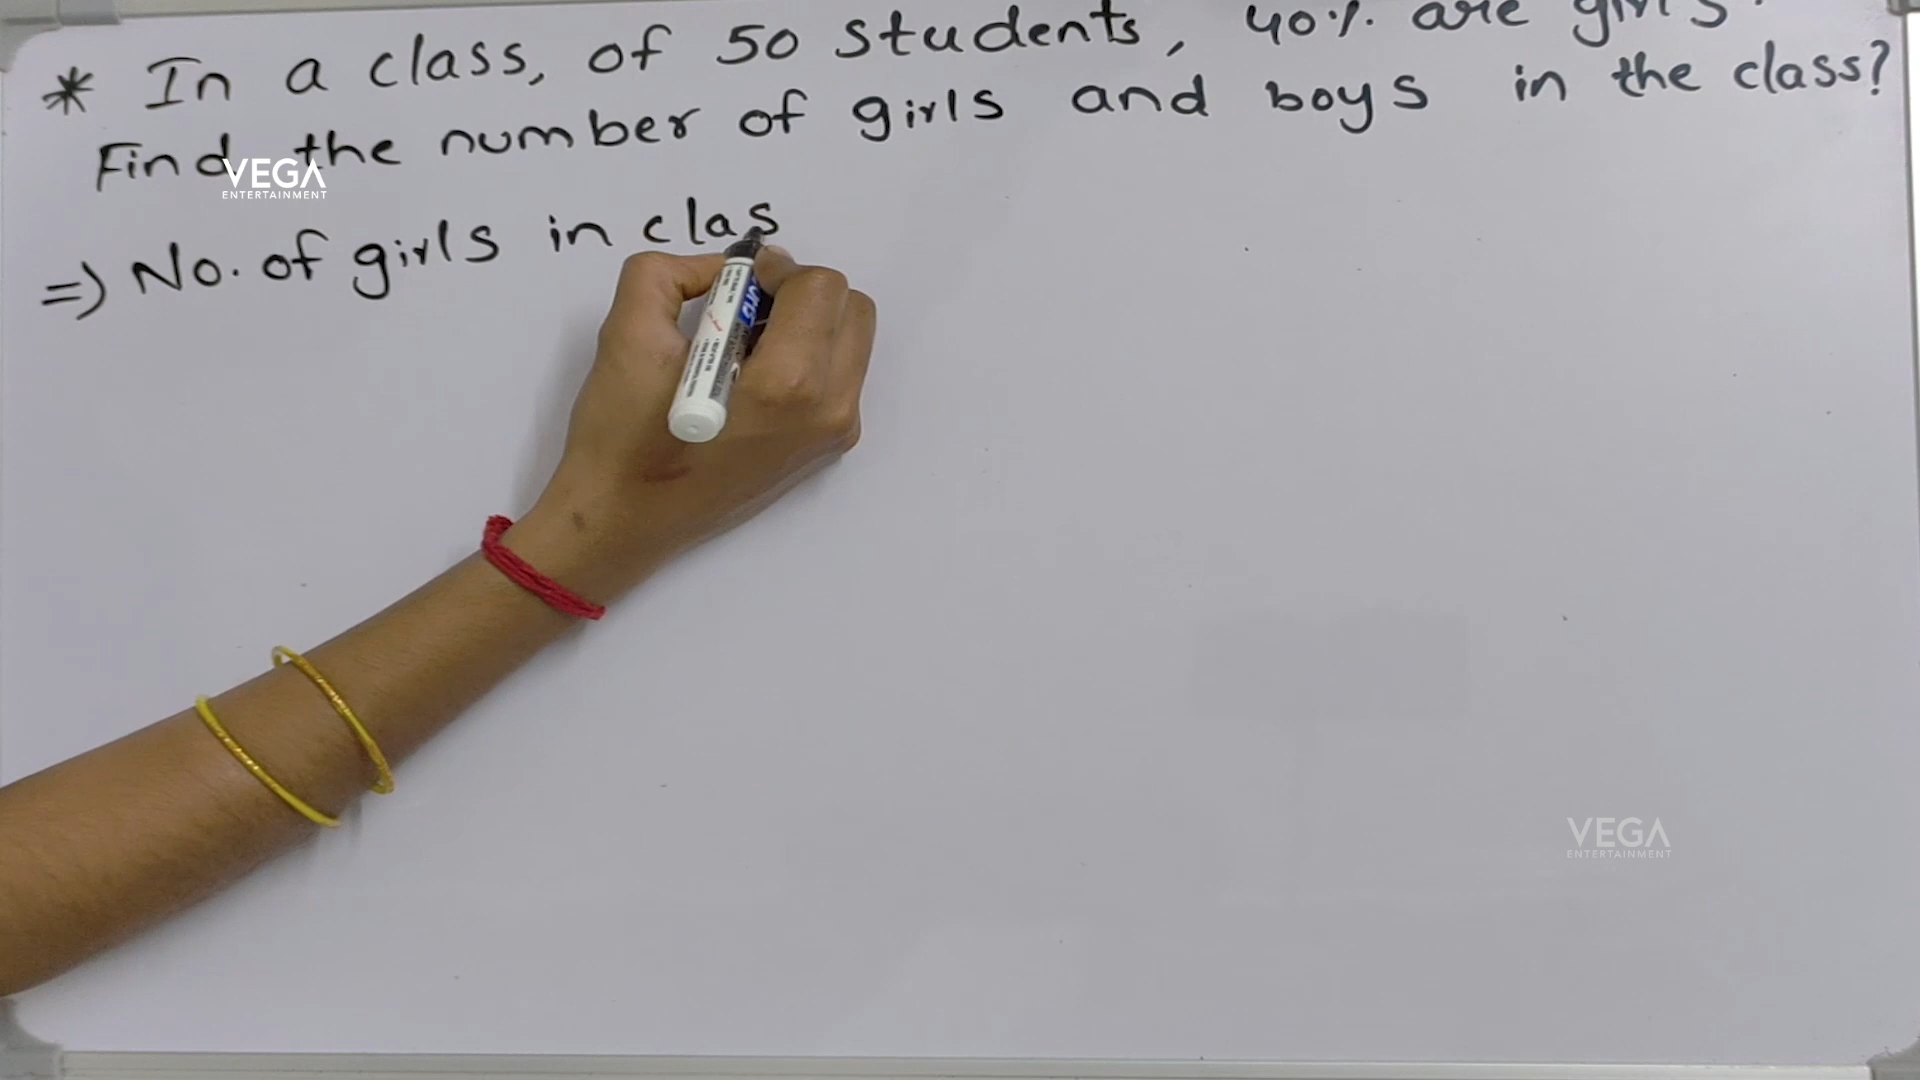 * In a class, of 50 students, 40%. are girls.
Find the number of girls and boys in the class?
VEGA
ENTERTAINMENT
=) No. of girls in clas
VEGA
ENTERTAINMENT